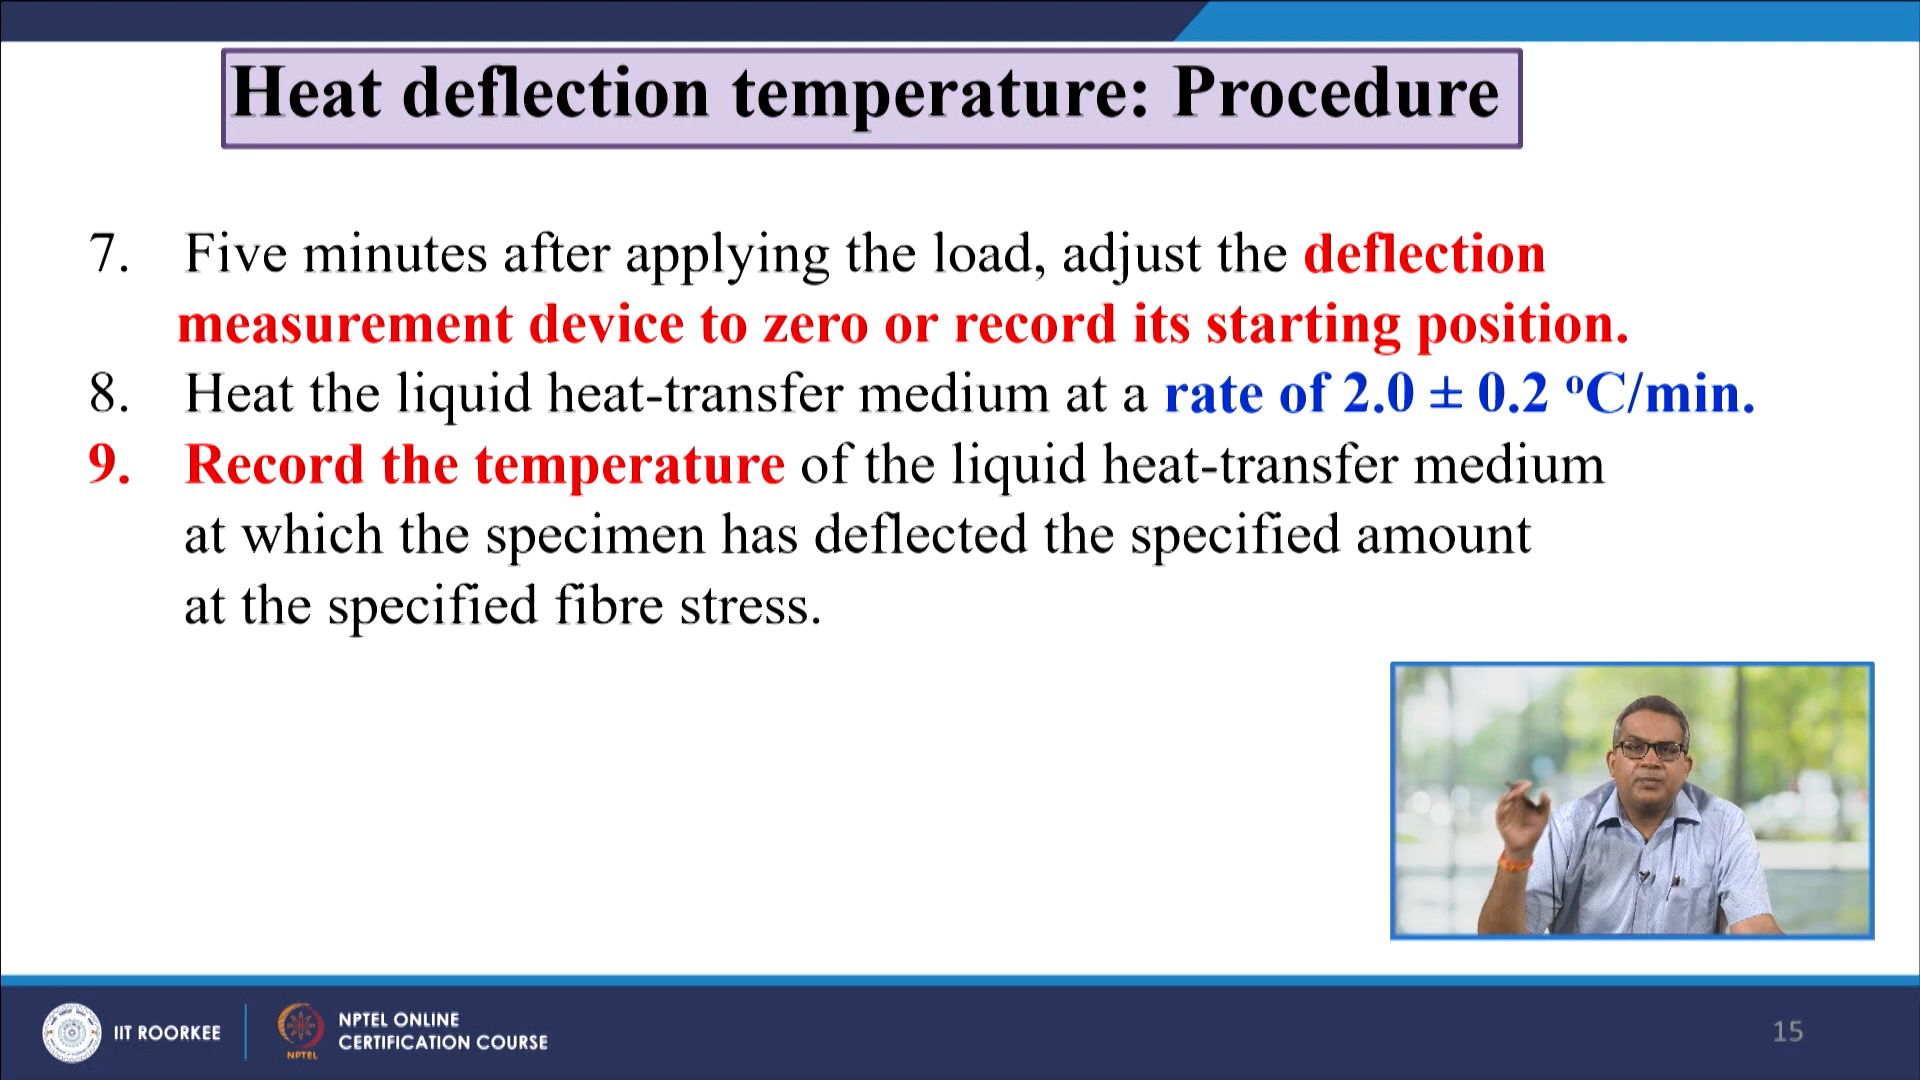 Heat deflection temperature: Procedure
7. Five minutes after applying the load, adjust the deflection
measurement device to zero or record its starting position.
8. Heat the liquid heat-transfer medium at a rate of 2.0 ± 0.2 ºC/min.
9. Record the temperature of the liquid heat-transfer medium
at which the specimen has deflected the specified amount
at the specified fibre stress.
IIT ROORKEE
NPTEL
NPTEL ONLINE
CERTIFICATION COURSE
15